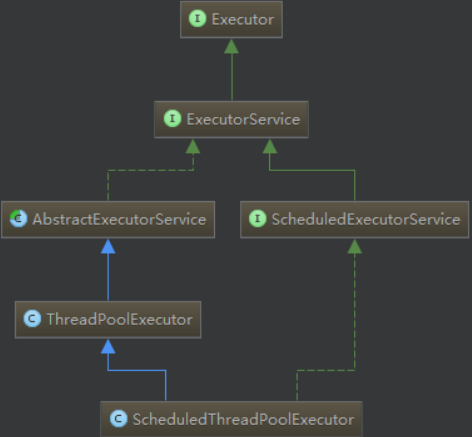 I Executor
I ExecutorService
C AbstractExecutorService
I ScheduledExecutorService
C ThreadPoolExecutor
C ScheduledThreadPoolExecutor